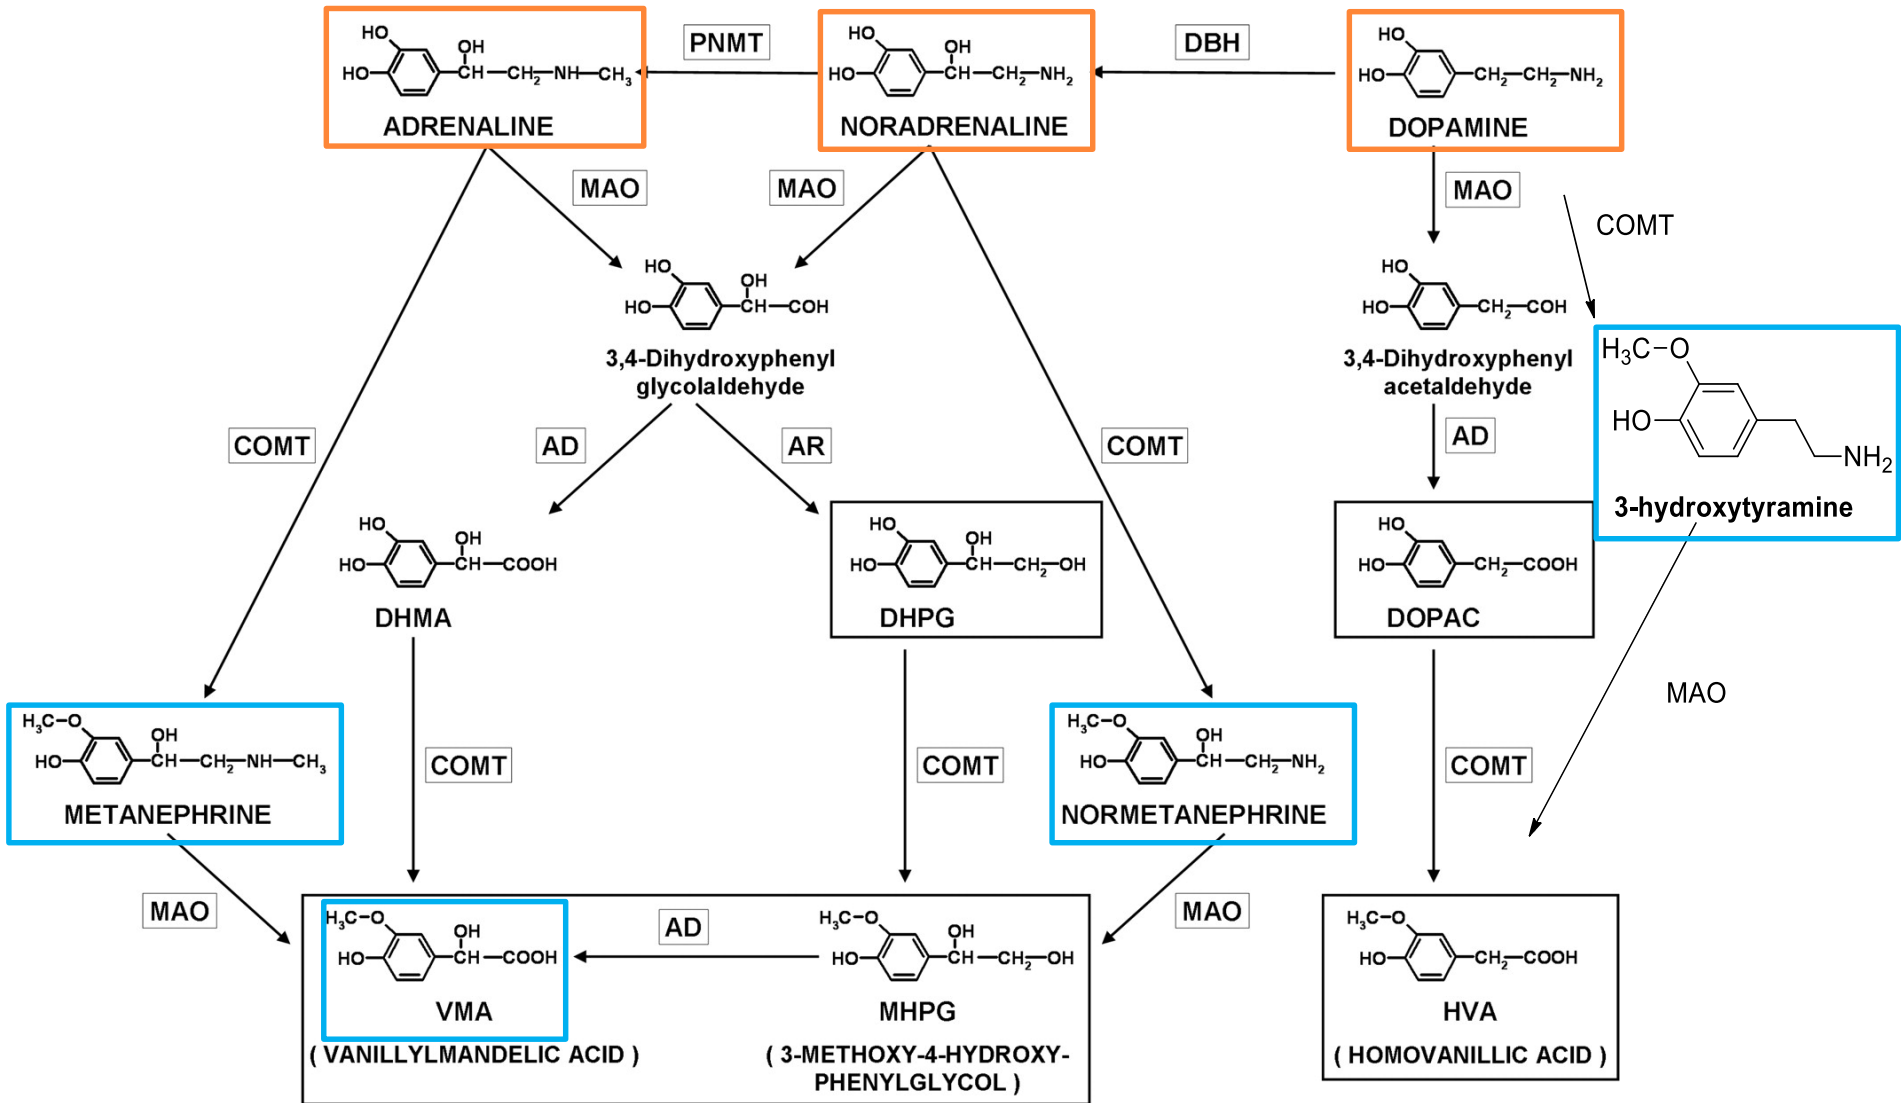 HO
OH
HO
CH
CH2
NH
CH3
ADRENALINE
PNMT
HO
OH
HO
CH
CH2
NH2
NORADRENALINE
DBH
HO
HO
CH2
CH2
NH2
DOPAMINE
MAO
MAO
MAO
COMT
HO
OH
HO
CH
COH
3,4-Dihydroxyphenyl
glycolaldehyde
HO
HO
CH2
COH
3,4-Dihydroxyphenyl
acetaldehyde
H3C
O
HO
NH2
3-hydroxytyramine
COMT
AD
AR
COMT
AD
HO
OH
HO
CH
COOH
DHMA
HO
OH
HO
CH
CH2
OH
DHPG
HO
HO
CH2
COOH
DOPAC
MAO
H3C
O
OH
HO
CH
CH2
NH
CH3
METANEPHRINE
COMT
COMT
H3C
O
OH
HO
CH
CH2
NH2
NORMETANEPHRINE
COMT
MAO
AD
MAO
H3C
O
OH
HO
CH
COOH
VMA
( VANILLYLMANDELIC ACID )
H3C
O
OH
HO
CH
CH2
OH
MHPG
( 3-METHOXY-4-HYDROXY-
PHENYLGLYCOL )
H3C
O
HO
CH2
COOH
HVA
( HOMOVANILLIC ACID )